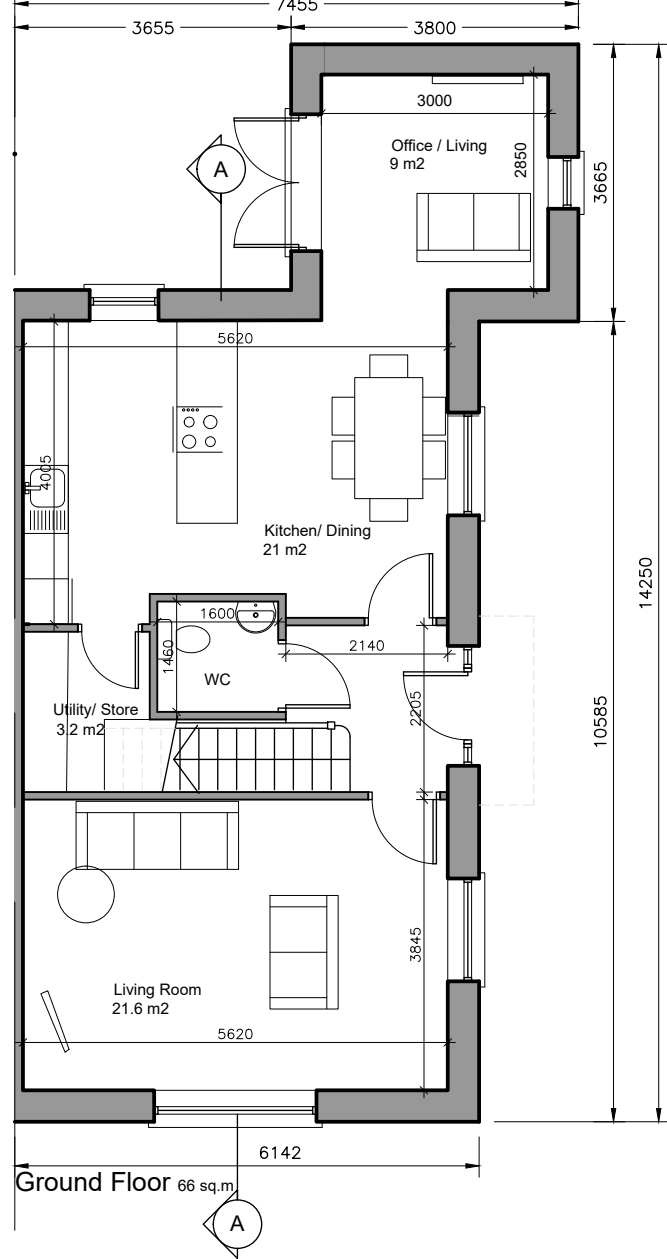 7455
3655
3800
3000
A
Office / Living
9 m2
2850
3665
5620
4005
Kitchen/ Dining
21 m2
14250
1600
1460
WC
2140
Utility/ Store
3.2 m2
2205
10585
3845
Living Room
21.6 m2
5620
6142
Ground Floor 66 sq.m
A